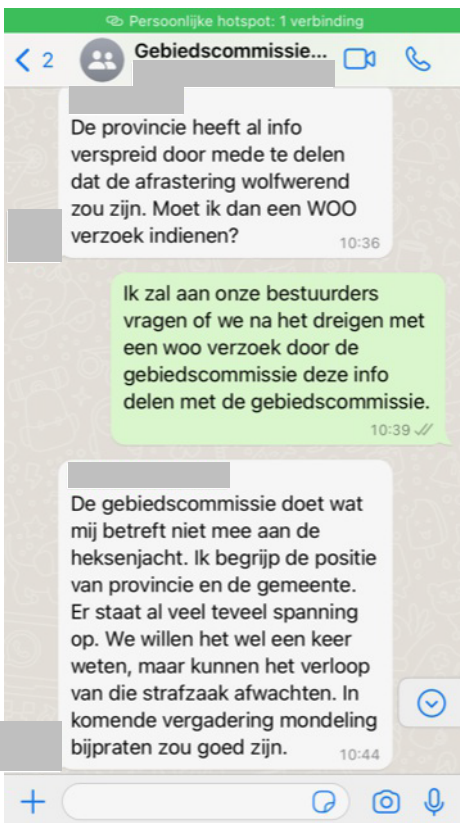 Persoonlijke hotspot: 1 verbinding
2
Gebiedscommissie...
De provincie heeft al info
verspreid door mede te delen
dat de afrastering wolfwerend
zou zijn. Moet ik dan een WOO
verzoek indienen?
10:36
Ik zal aan onze bestuurders
vragen of we na het dreigen met
een woo verzoek door de
gebiedscommissie deze info
delen met de gebiedscommissie.
10:39
De gebiedscommissie doet wat
mij betreft niet mee aan de
heksenjacht. Ik begrijp de positie
van provincie en de gemeente.
Er staat al veel teveel spanning
op. We willen het wel een keer
weten, maar kunnen het verloop
van die strafzaak afwachten. In
komende vergadering mondeling
bijpraten zou goed zijn.
10:44